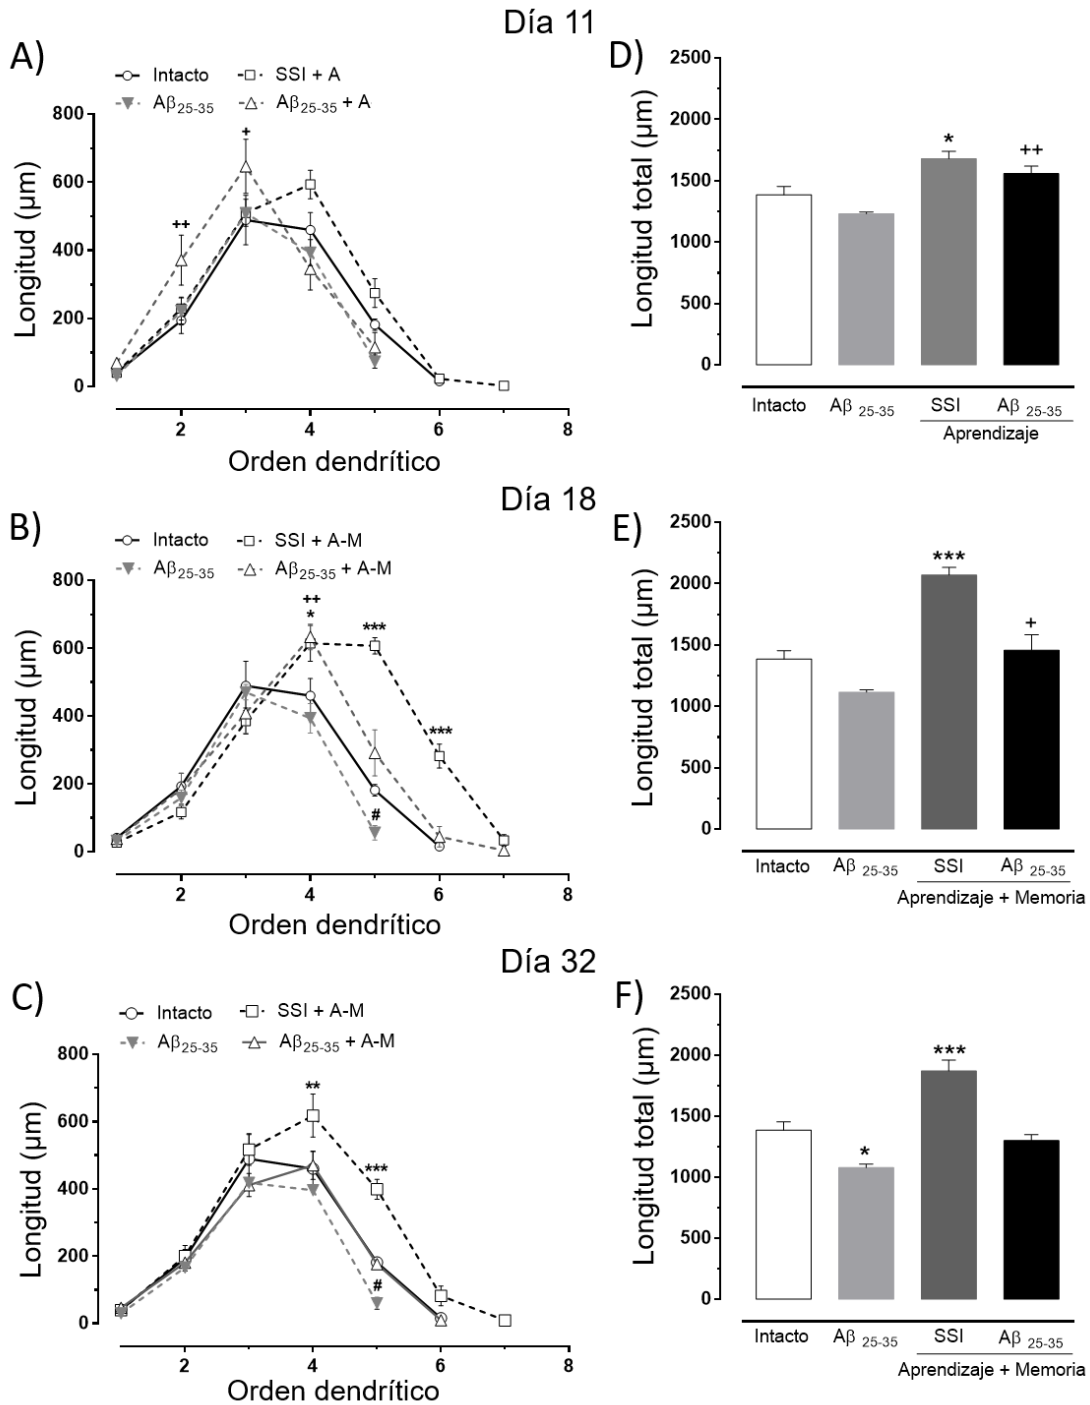 Día 11
A)
Intacto
SSI + A
Aβ25-35
Aβ25-35 + A
Longitud (µm)
800
600
400
200
0
++
+
2
4
6
8
Orden dendrítico
D)
Longitud total (µm)
2500
2000
1500
1000
500
0
*
++
Intacto
Aβ 25-35
SSI
Aβ 25-35
Aprendizaje
Día 18
B)
Intacto
SSI + A-M
Aβ25-35
Aβ25-35 + A-M
Longitud (µm)
800
600
400
200
0
++
*
***
***
#
2
4
6
8
Orden dendrítico
E)
Longitud total (µm)
2500
2000
1500
1000
500
0
***
+
Intacto
Aβ 25-35
SSI
Aβ 25-35
Aprendizaje + Memoria
Día 32
C)
Intacto
SSI + A-M
Aβ25-35
Aβ25-35 + A-M
Longitud (µm)
800
600
400
200
0
**
***
#
2
4
6
8
Orden dendrítico
F)
Longitud total (µm)
2500
2000
1500
1000
500
0
*
***
Intacto
Aβ 25-35
SSI
Aβ 25-35
Aprendizaje + Memoria